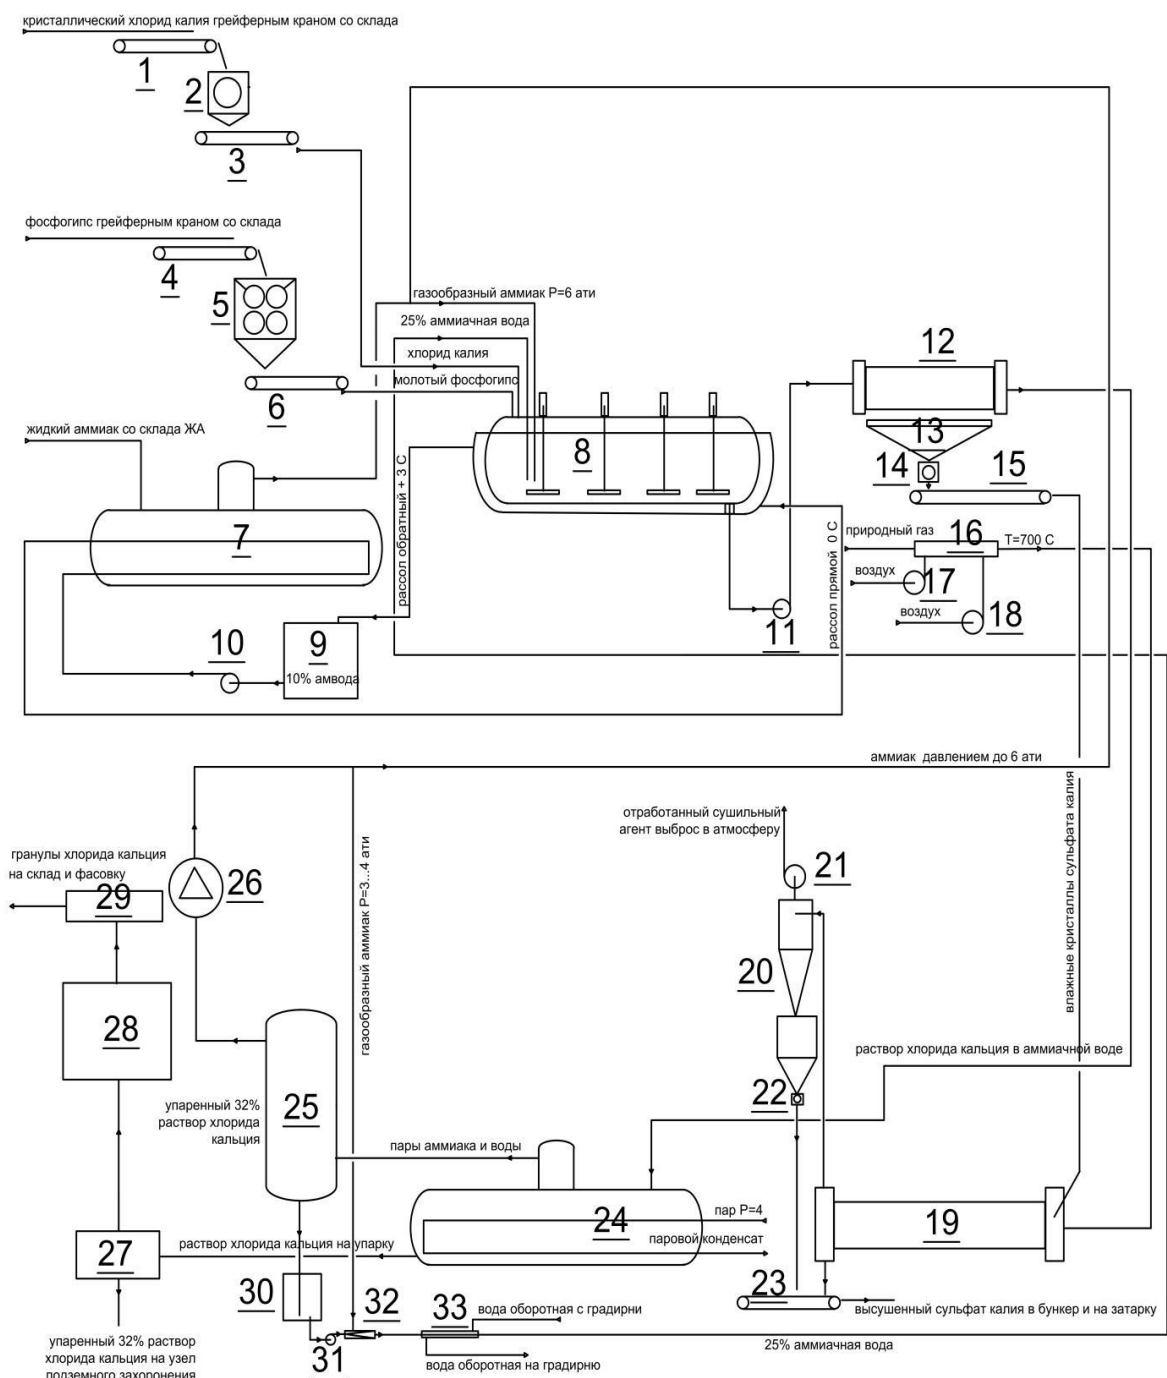 кристаллический хлорид калия грейферным краном со склада
1
2
3
фосфогипс грейферным краном со склада
4
5
6
газообразный аммиак Р=6 ати
25% аммиачная вода
хлорид калия
молотый фосфогипс
жидкий аммиак со склада ЖА
7
8
рассол обратный + 3 С
9
10% амвода
10
11
12
13
14
15
природный газ
16
Т=700 С
воздух
17
воздух
18
рассол прямой 0 С
аммиак давлением до 6 ати
влажные кристаллы сульфата калия
отработанный сушильный
агент выброс в атмосферу
21
20
22
гранулы хлорида кальция
на склад и фасовку
29
26
газообразный аммиак Р=3...4 ати
28
25
упаренный 32%
раствор хлорида
кальция
раствор хлорида кальция в аммиачной воде
пары аммиака и воды
24
пар Р=4
паровой конденсат
19
27
раствор хлорида кальция на упарку
23
высушенный сульфат калия в бункер и на затарку
30
31
32
33
вода оборотная с градирни
вода оборотная на градирню
25% аммиачная вода
упаренный 32% раствор
хлорида кальция на узел
подземного захоронения